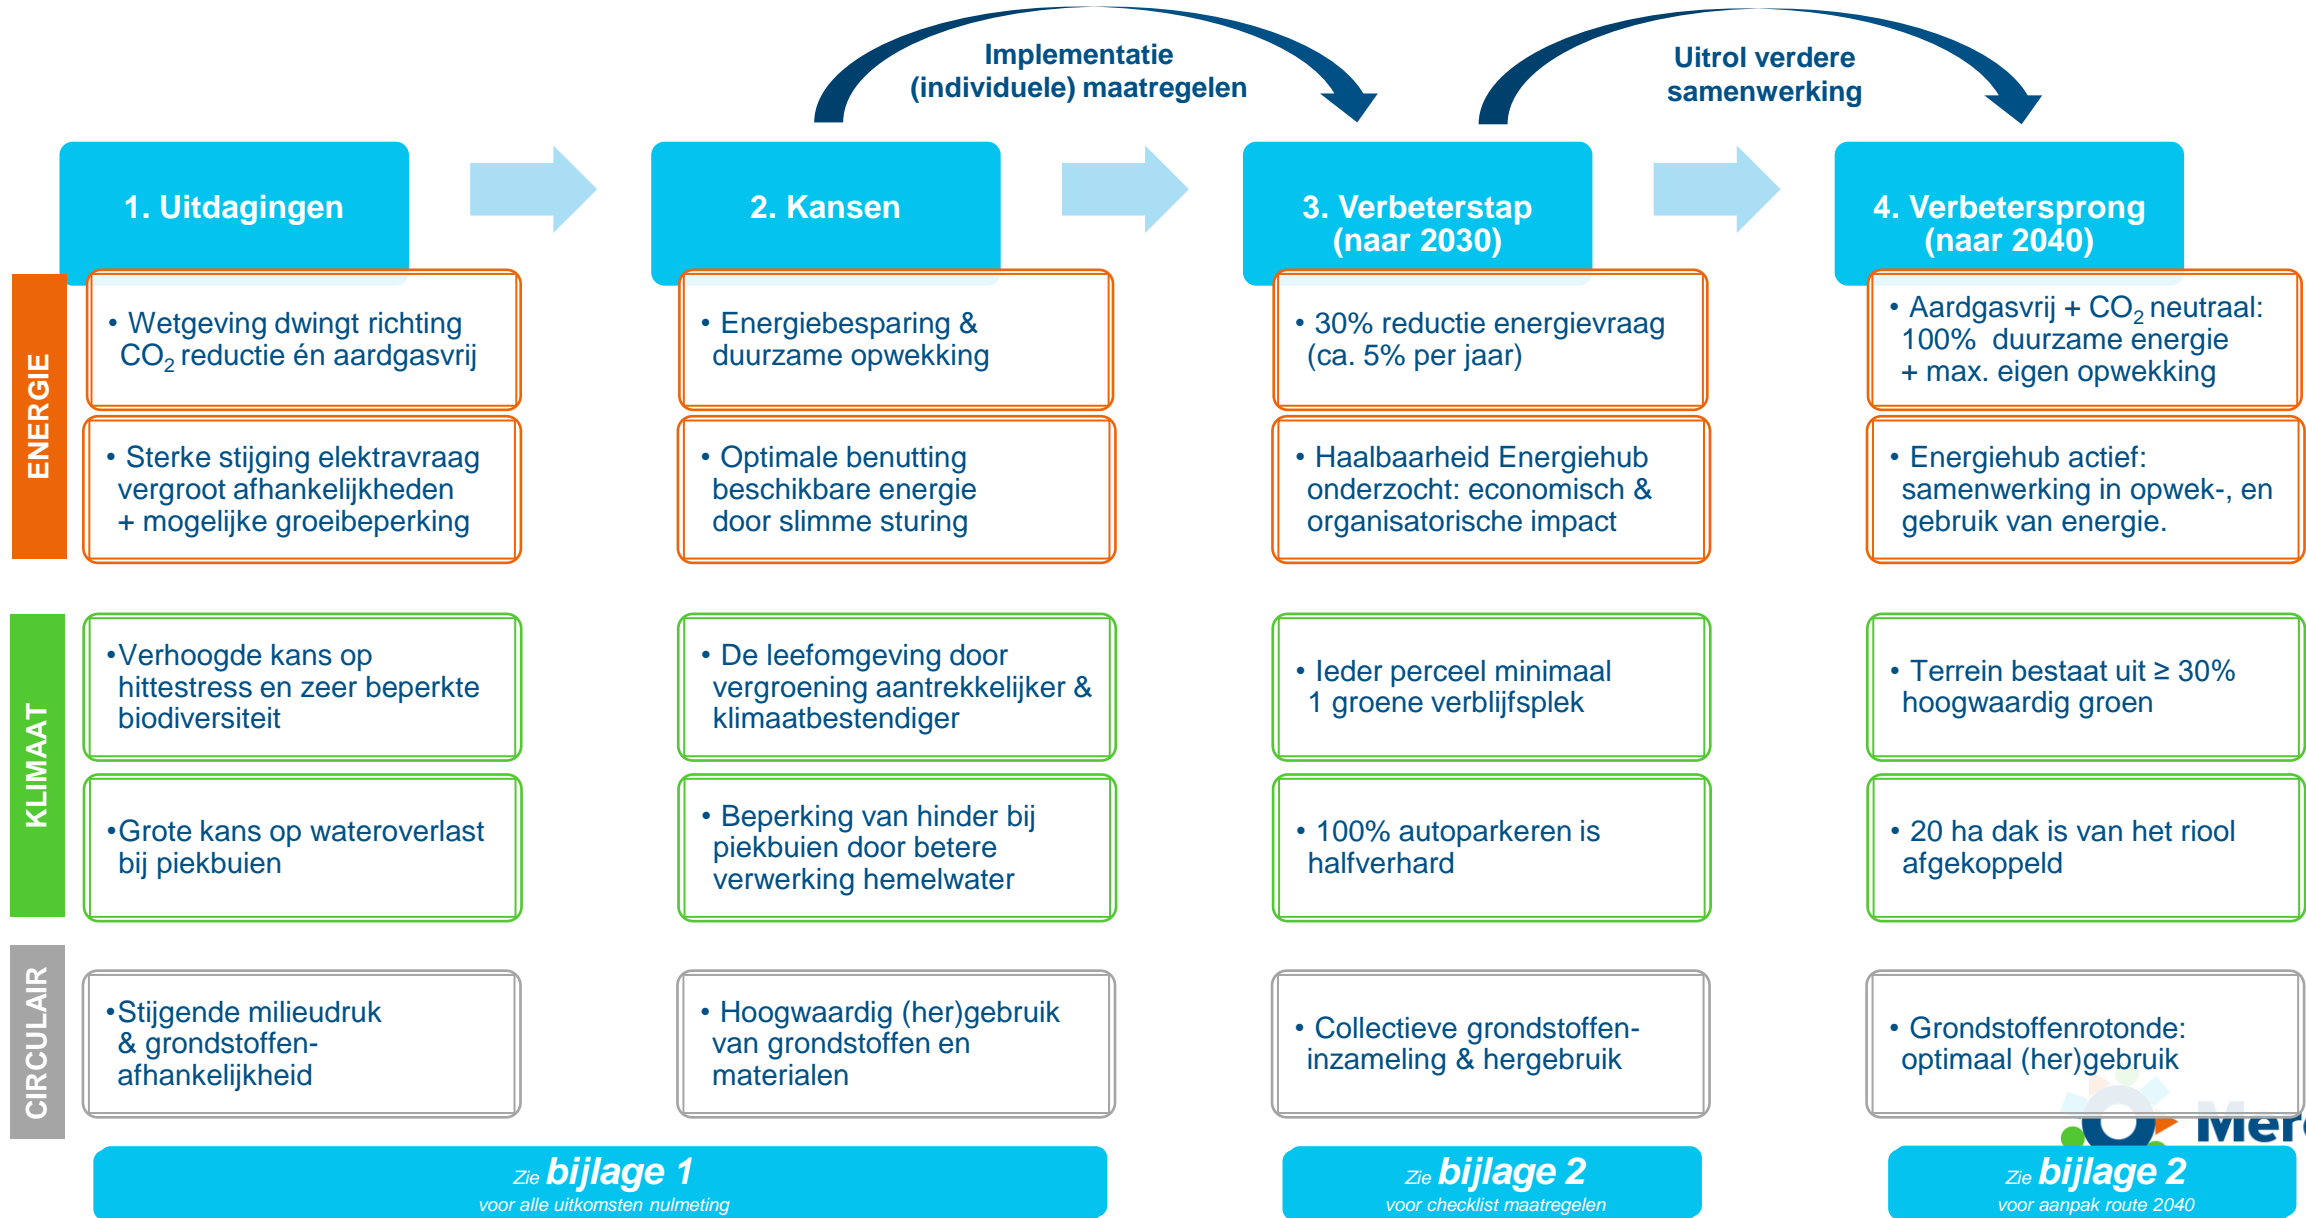 Implementatie
(individuele) maatregelen
Uitrol verdere
samenwerking
1. Uitdagingen
2. Kansen
3. Verbeterstap
(naar 2030)
4. Verbetersprong
(naar 2040)
ENERGIE
• Wetgeving dwingt richting
CO₂ reductie én aardgasvrij
• Energiebesparing &
duurzame opwekking
• 30% reductie energievraag
(ca. 5% per jaar)
• Aardgasvrij + CO₂ neutraal:
100% duurzame energie
+ max. eigen opwekking
• Sterke stijging elektravraag
vergroot afhankelijkheden
+ mogelijke groeibeperking
• Optimale benutting
beschikbare energie
door slimme sturing
• Haalbaarheid Energiehub
onderzocht: economisch &
organisatorische impact
• Energiehub actief:
samenwerking in opwek-, en
gebruik van energie.
KLIMAAT
•Verhoogde kans op
hittestress en zeer beperkte
biodiversiteit
• De leefomgeving door
vergroening aantrekkelijker &
klimaatbestendiger
• Ieder perceel minimaal
1 groene verblijfsplek
• Terrein bestaat uit ≥ 30%
hoogwaardig groen
•Grote kans op wateroverlast
bij piekbuien
• Beperking van hinder bij
piekbuien door betere
verwerking hemelwater
• 100% autoparkeren is
halfverhard
• 20 ha dak is van het riool
afgekoppeld
CIRCULAIR
•Stijgende milieudruk
& grondstoffen-
afhankelijkheid
• Hoogwaardig (her)gebruik
van grondstoffen en
materialen
• Collectieve grondstoffen-
inzameling & hergebruik
• Grondstoffenrotonde:
optimaal (her)gebruik
Zie bijlage 1
voor alle uitkomsten nulmeting
Zie bijlage 2
voor checklist maatregelen
Zie bijlage 2
voor aanpak route 2040